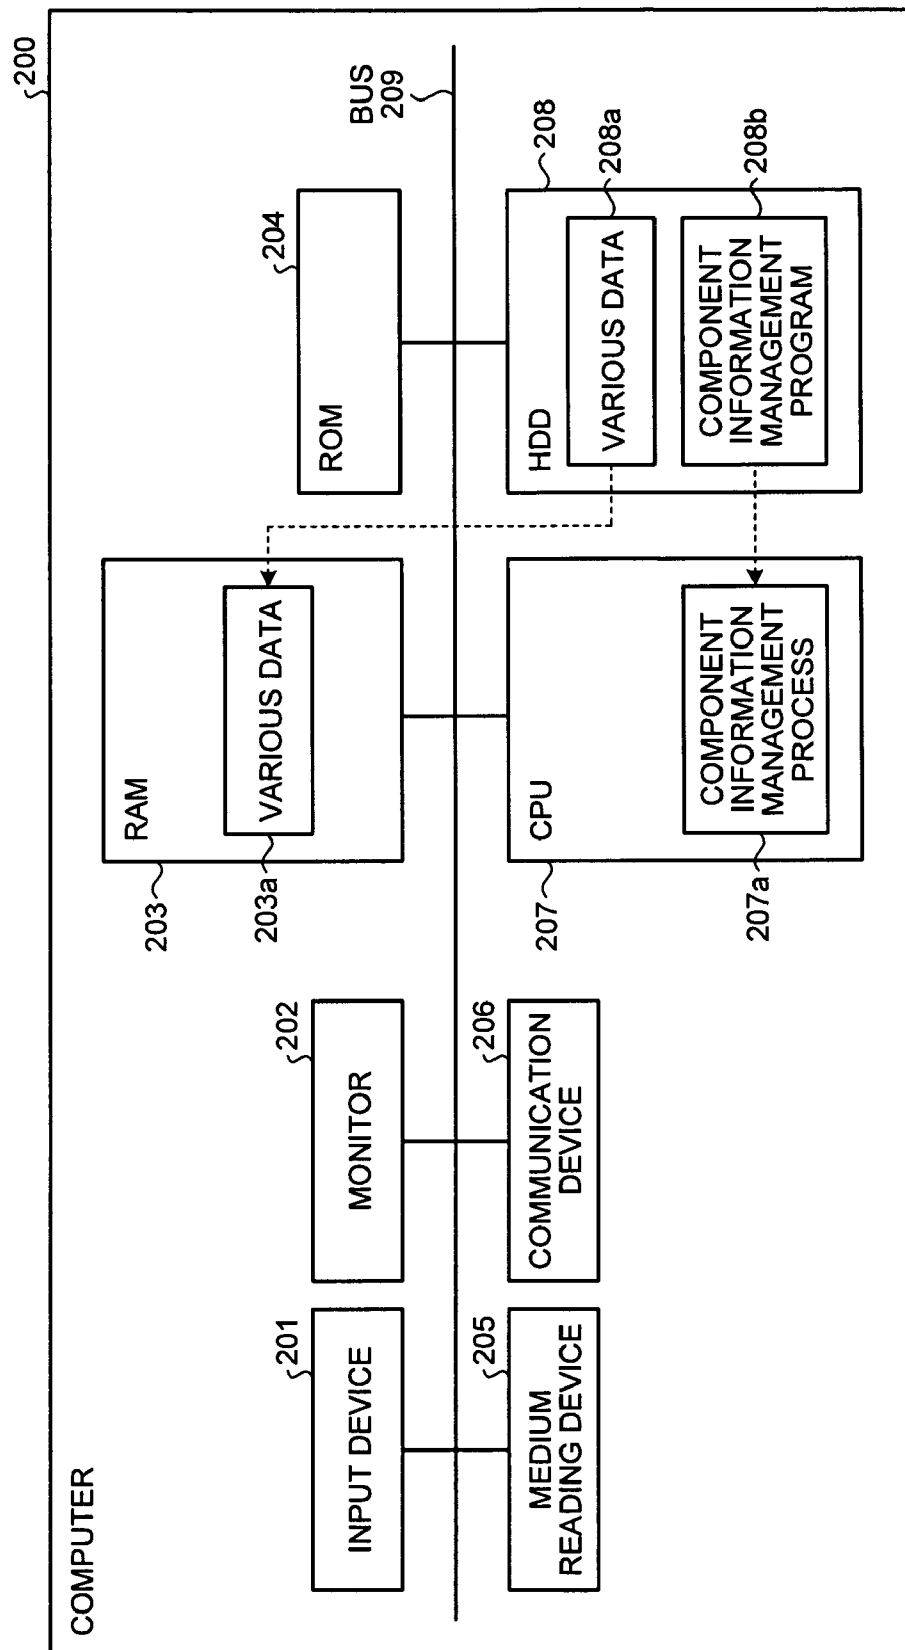 COMPUTER
200
201
INPUT DEVICE
202
MONITOR
203
RAM
203a
VARIOUS DATA
204
ROM
BUS
209
205
MEDIUM
READING DEVICE
206
COMMUNICATION
DEVICE
207
CPU
207a
COMPONENT
INFORMATION
MANAGEMENT
PROCESS
208
HDD
208a
VARIOUS DATA
208b
COMPONENT
INFORMATION
MANAGEMENT
PROGRAM